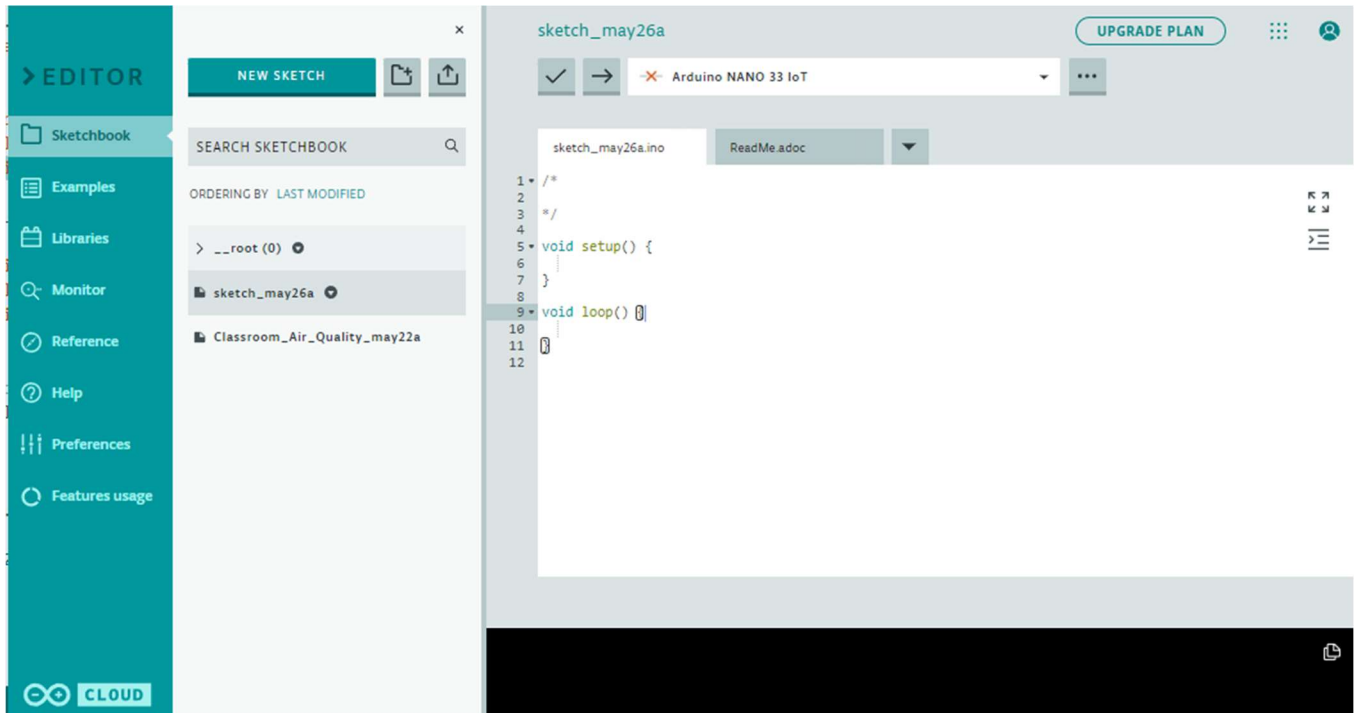 EDITOR
Sketchbook
Examples
Libraries
Monitor
Reference
Help
Preferences
Features usage
CLOUD
×
NEW SKETCH
SEARCH SKETCHBOOK
ORDERING BY LAST MODIFIED
__root (0)
sketch_may26a
Classroom_Air_Quality_may22a
sketch_may26a
UPGRADE PLAN
Arduino NANO 33 IoT
sketch_may26a.ino ReadMe.adoc
1 /*
2
3 */
4
5 void setup() {
6
7 }
8
9 void loop() {
10
11 }
12